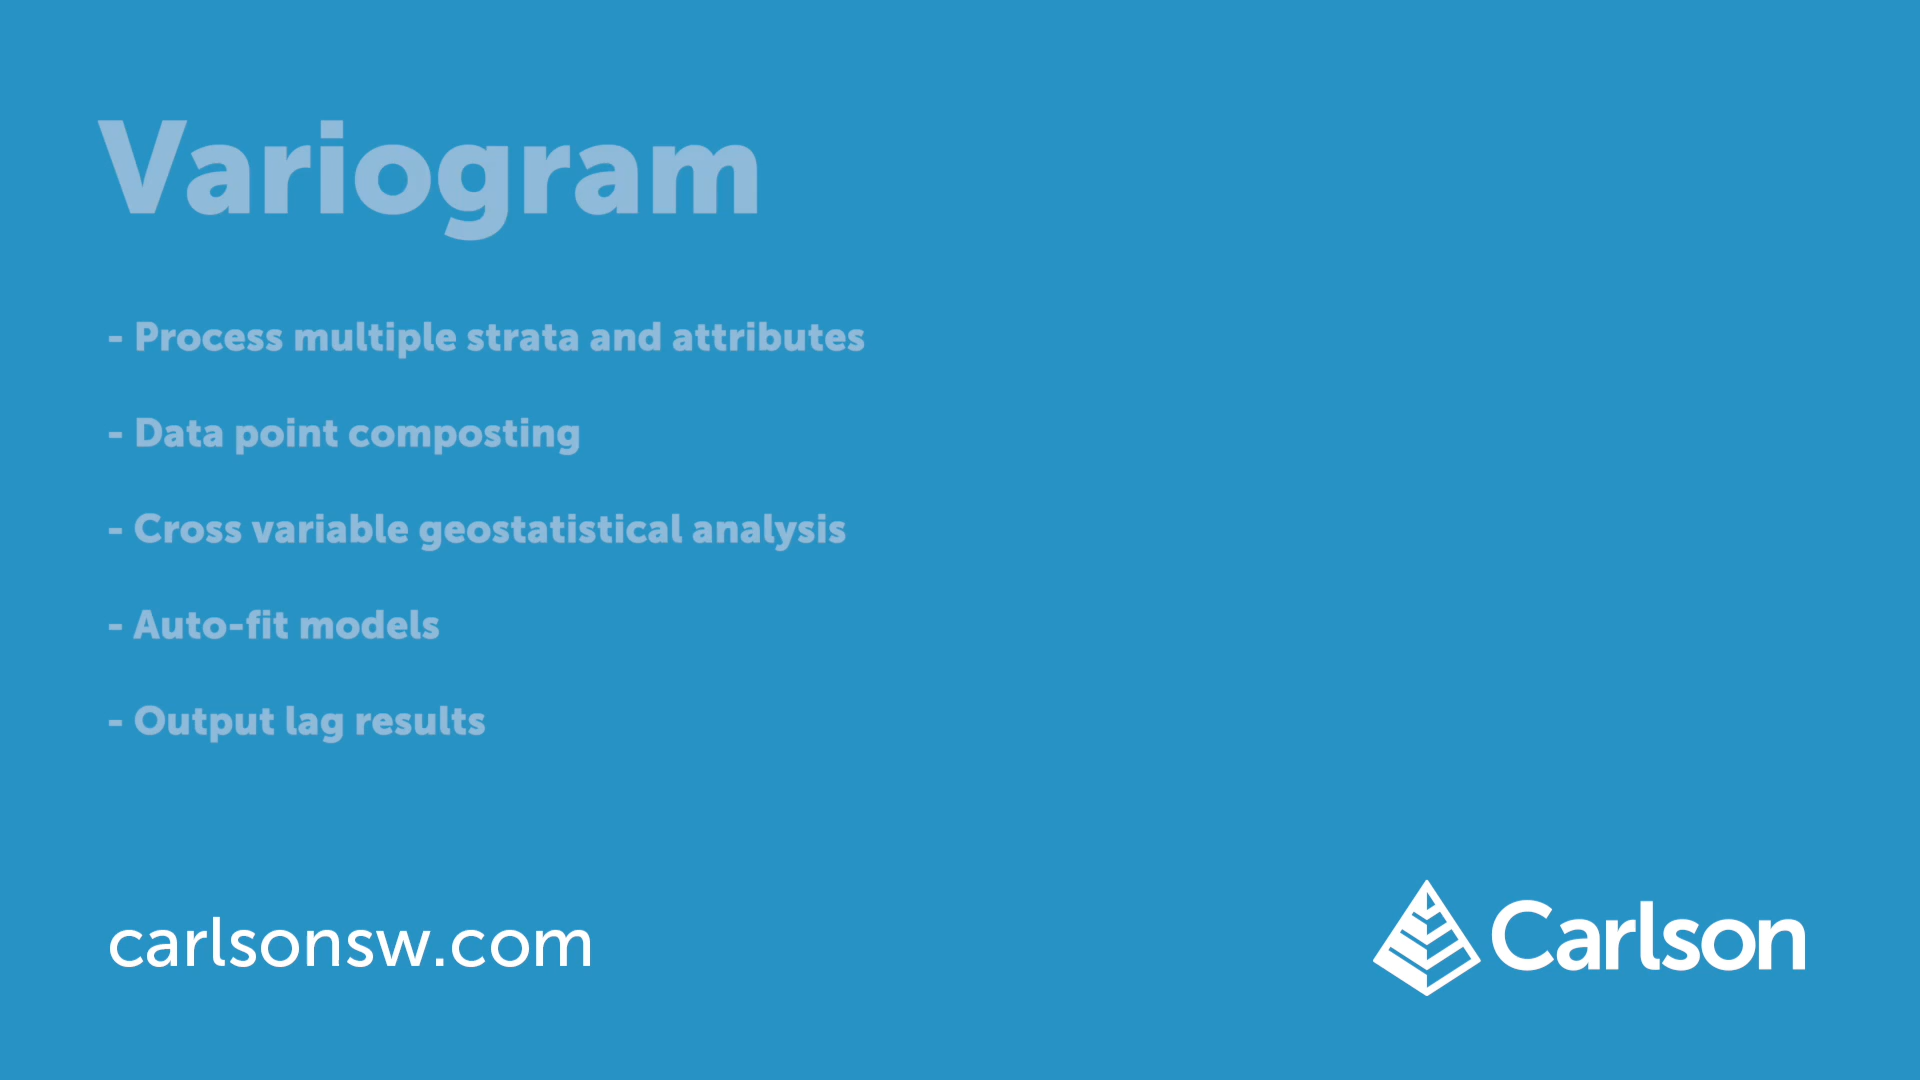 Variogram
- Process multiple strata and attributes
- Data point composting
- Cross variable geostatistical analysis
- Auto-fit models
- Output lag results
carlsonsw.com
Carlson